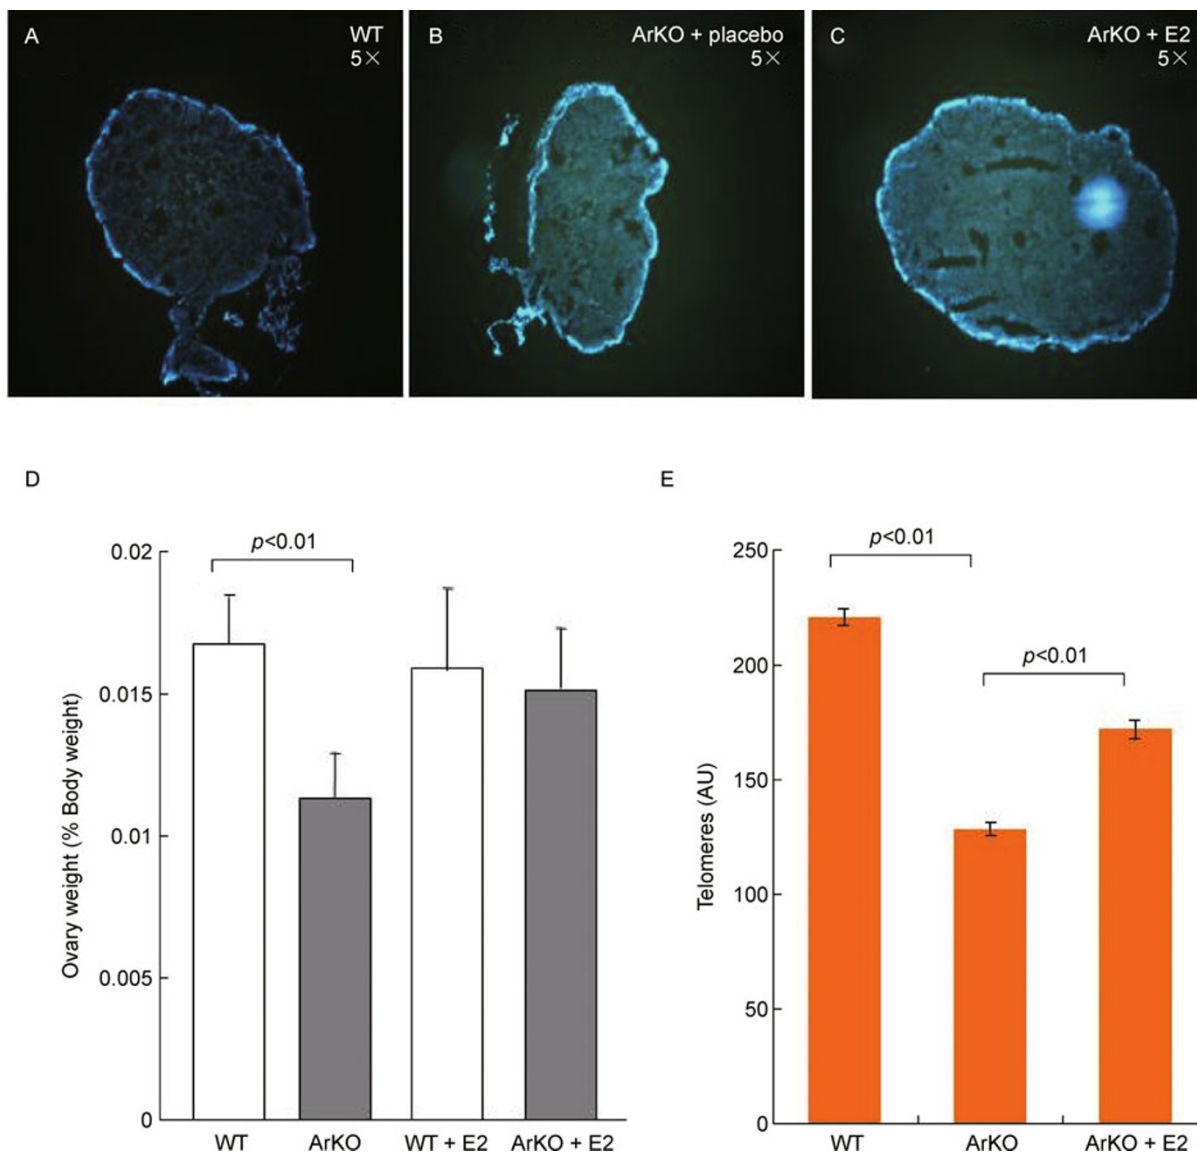 A
WT
5×
B
ArKO + placebo
5×
C
ArKO + E2
5×
D
p<0.01
0.02
0.015
0.01
0.005
0
Ovary weight (% Body weight)
WT
ArKO
WT + E2
ArKO + E2
E
p<0.01
p<0.01
250
200
150
100
50
0
Telomeres (AU)
WT
ArKO
ArKO + E2